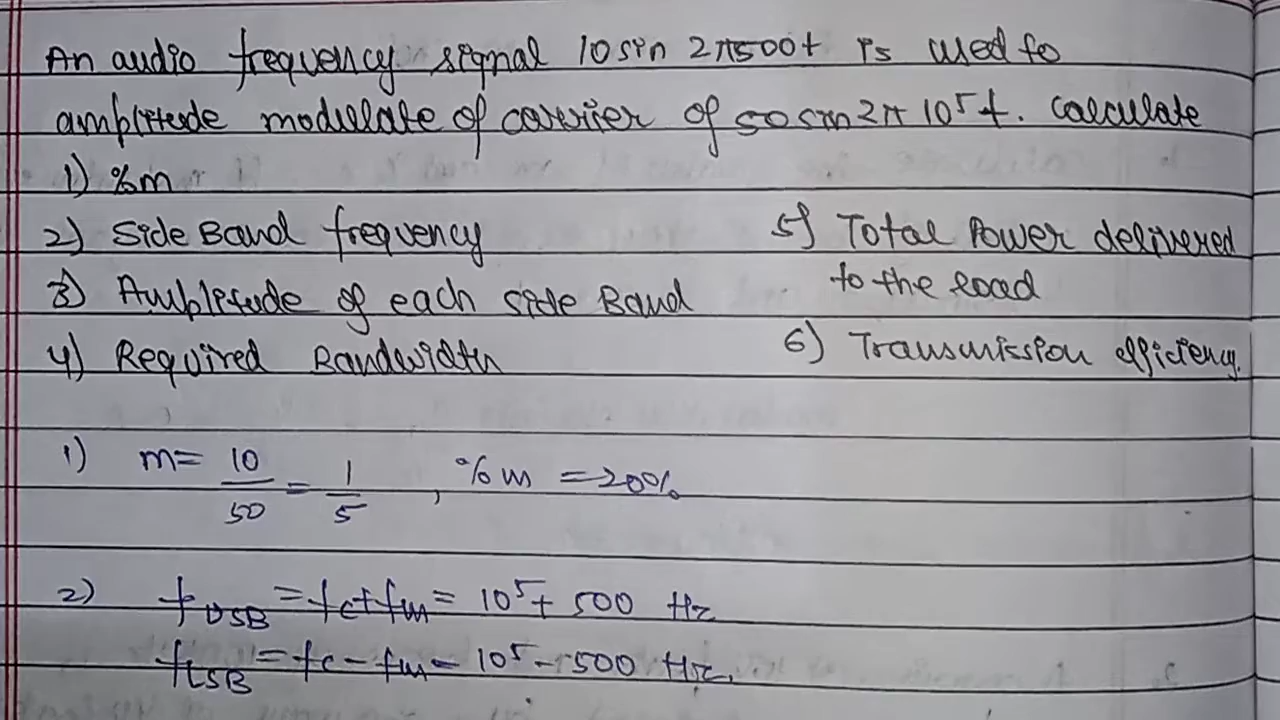 An audio frequency signal 10 sin 2π500t is used to
amplitude modulate of carrier of 50 sin 2π 10⁵t. Calculate
1) %m
2) Side Band frequency
3) Amplitude of each side Band
4) Required Bandwidth
5) Total Power delivered
to the load
6) Transmission efficiency.
1) m = 10/50 = 1/5, %m = 20%
2) fUSB = fc+fm = 10⁵+ 500 Hz
fLSB = fc - fm = 10⁵ - 500 Hz.